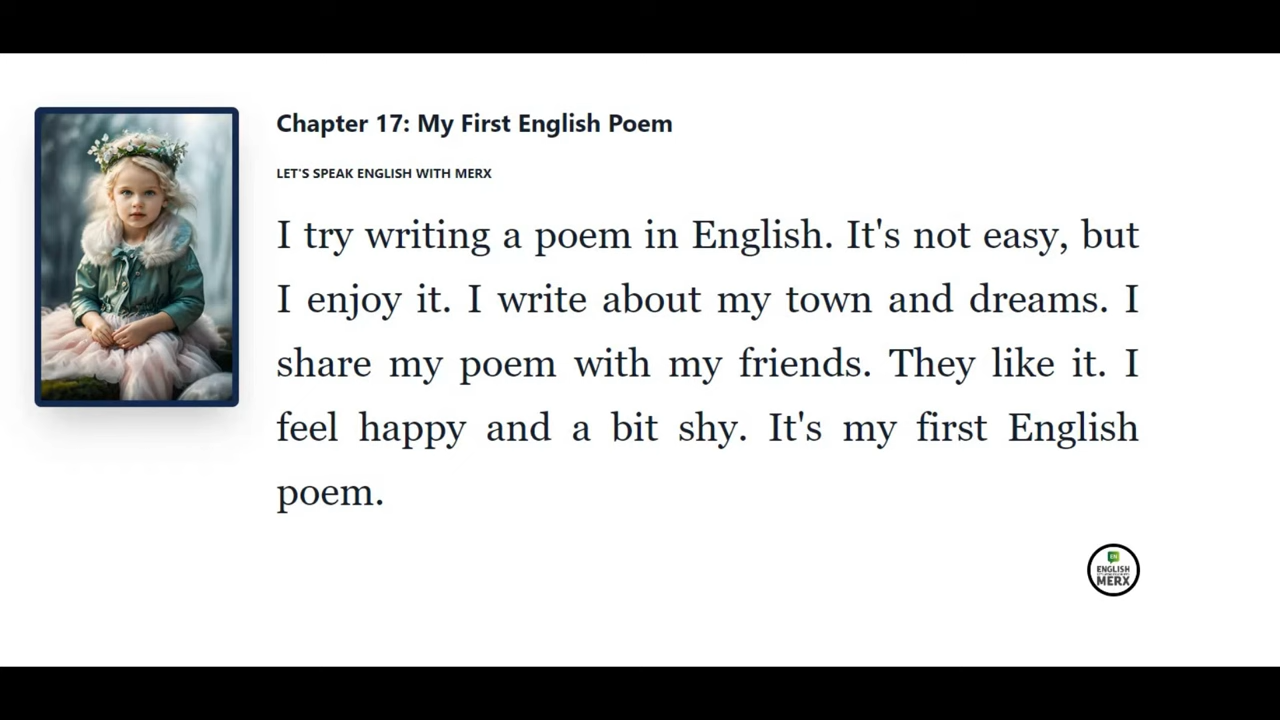 Chapter 17: My First English Poem
LET'S SPEAK ENGLISH WITH MERX
I try writing a poem in English. It's not easy, but
I enjoy it. I write about my town and dreams. I
share my poem with my friends. They like it. I
feel happy and a bit shy. It's my first English
poem.
EN
ENGLISH
MERX